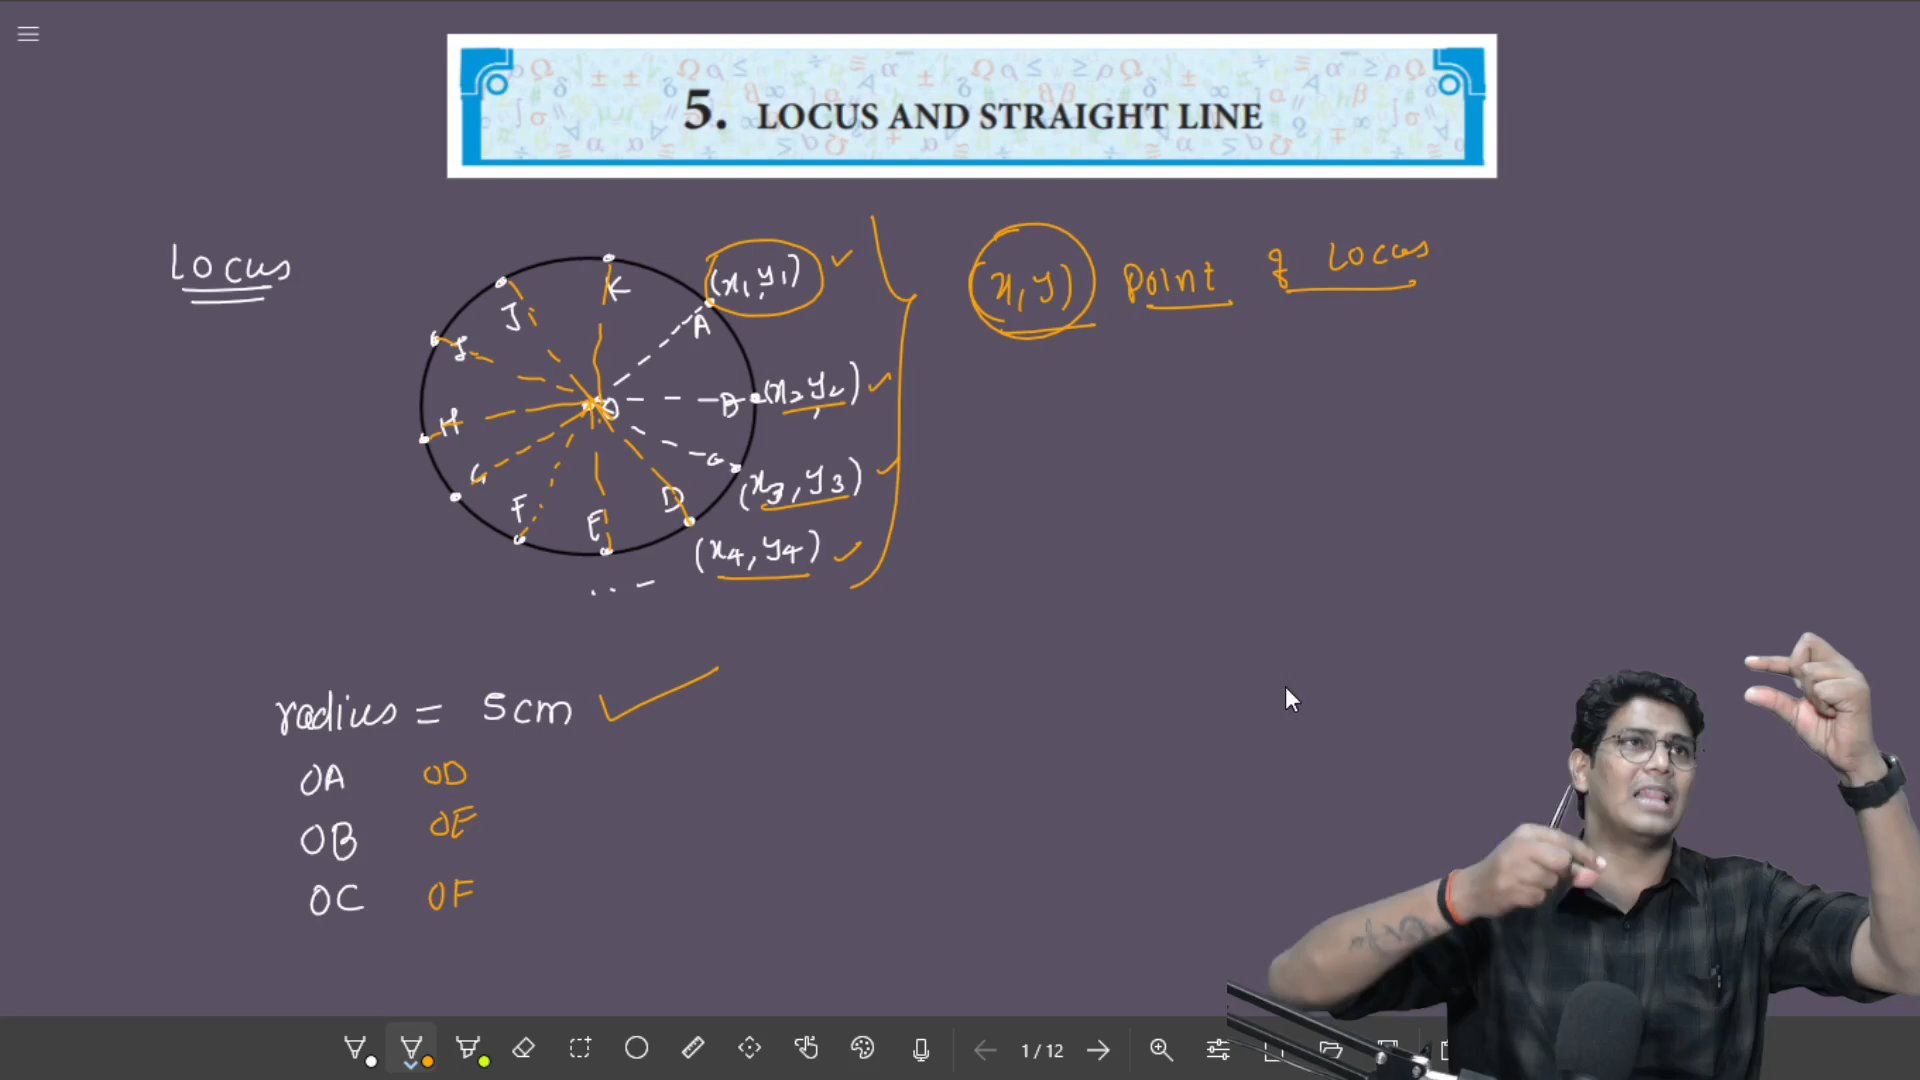 5. LOCUS AND STRAIGHT LINE
Locus
(x1, y1)
(x, y) Point of Locus
K
J
A
I
(x2, y2)
B
O
H
C
G
(x3, y3)
D
F
E
(x4, y4)
radius = 5cm
OA OD
OB OE
OC OF
1/12